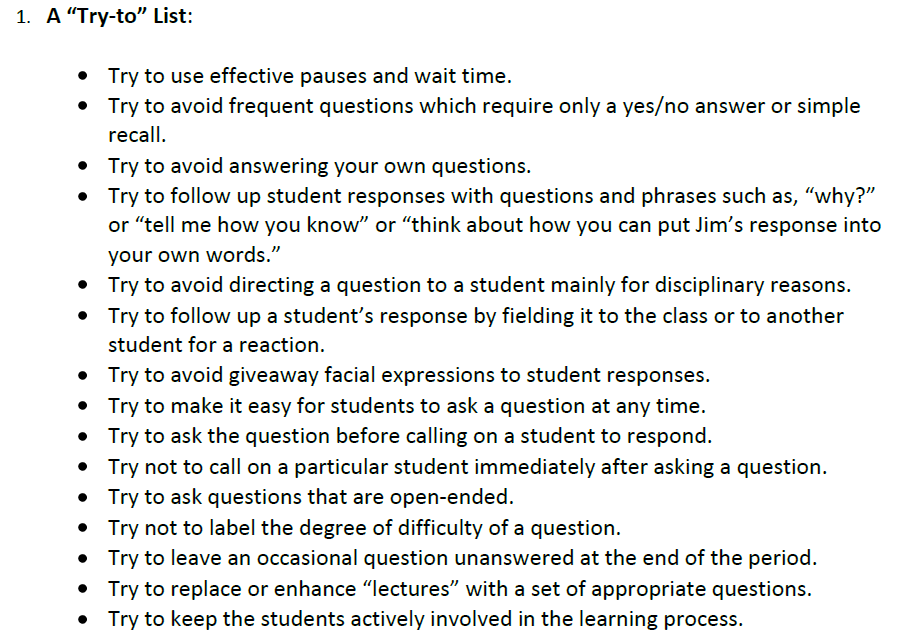 1. A “Try-to” List:
• Try to use effective pauses and wait time.
• Try to avoid frequent questions which require only a yes/no answer or simple
recall.
• Try to avoid answering your own questions.
• Try to follow up student responses with questions and phrases such as, “why?”
or “tell me how you know” or “think about how you can put Jim’s response into
your own words.”
• Try to avoid directing a question to a student mainly for disciplinary reasons.
• Try to follow up a student’s response by fielding it to the class or to another
student for a reaction.
• Try to avoid giveaway facial expressions to student responses.
• Try to make it easy for students to ask a question at any time.
• Try to ask the question before calling on a student to respond.
• Try not to call on a particular student immediately after asking a question.
• Try to ask questions that are open-ended.
• Try not to label the degree of difficulty of a question.
• Try to leave an occasional question unanswered at the end of the period.
• Try to replace or enhance “lectures” with a set of appropriate questions.
• Try to keep the students actively involved in the learning process.